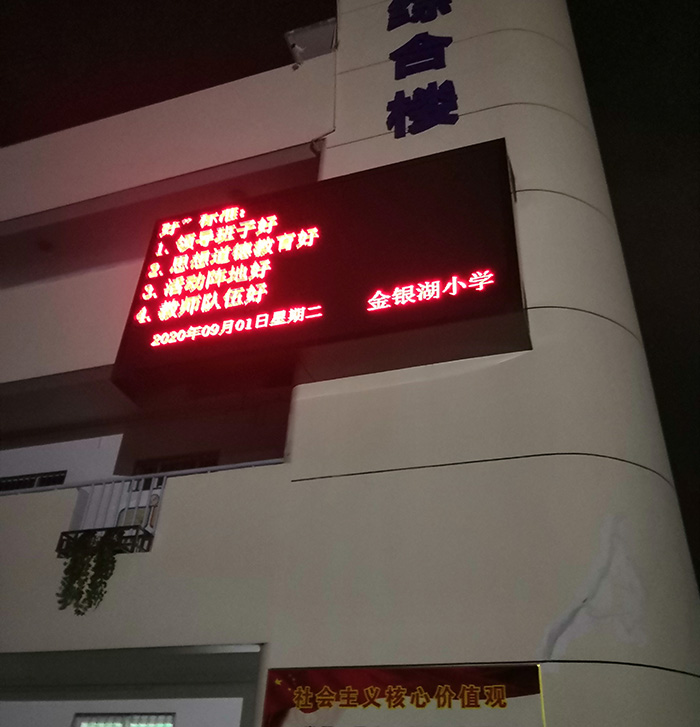 综合楼
好”标准：
1、领导班子好
2、思想道德教育好
3、活动阵地好
4、教师队伍好
2020年09月01日星期二
金银湖小学
社会主义核心价值观